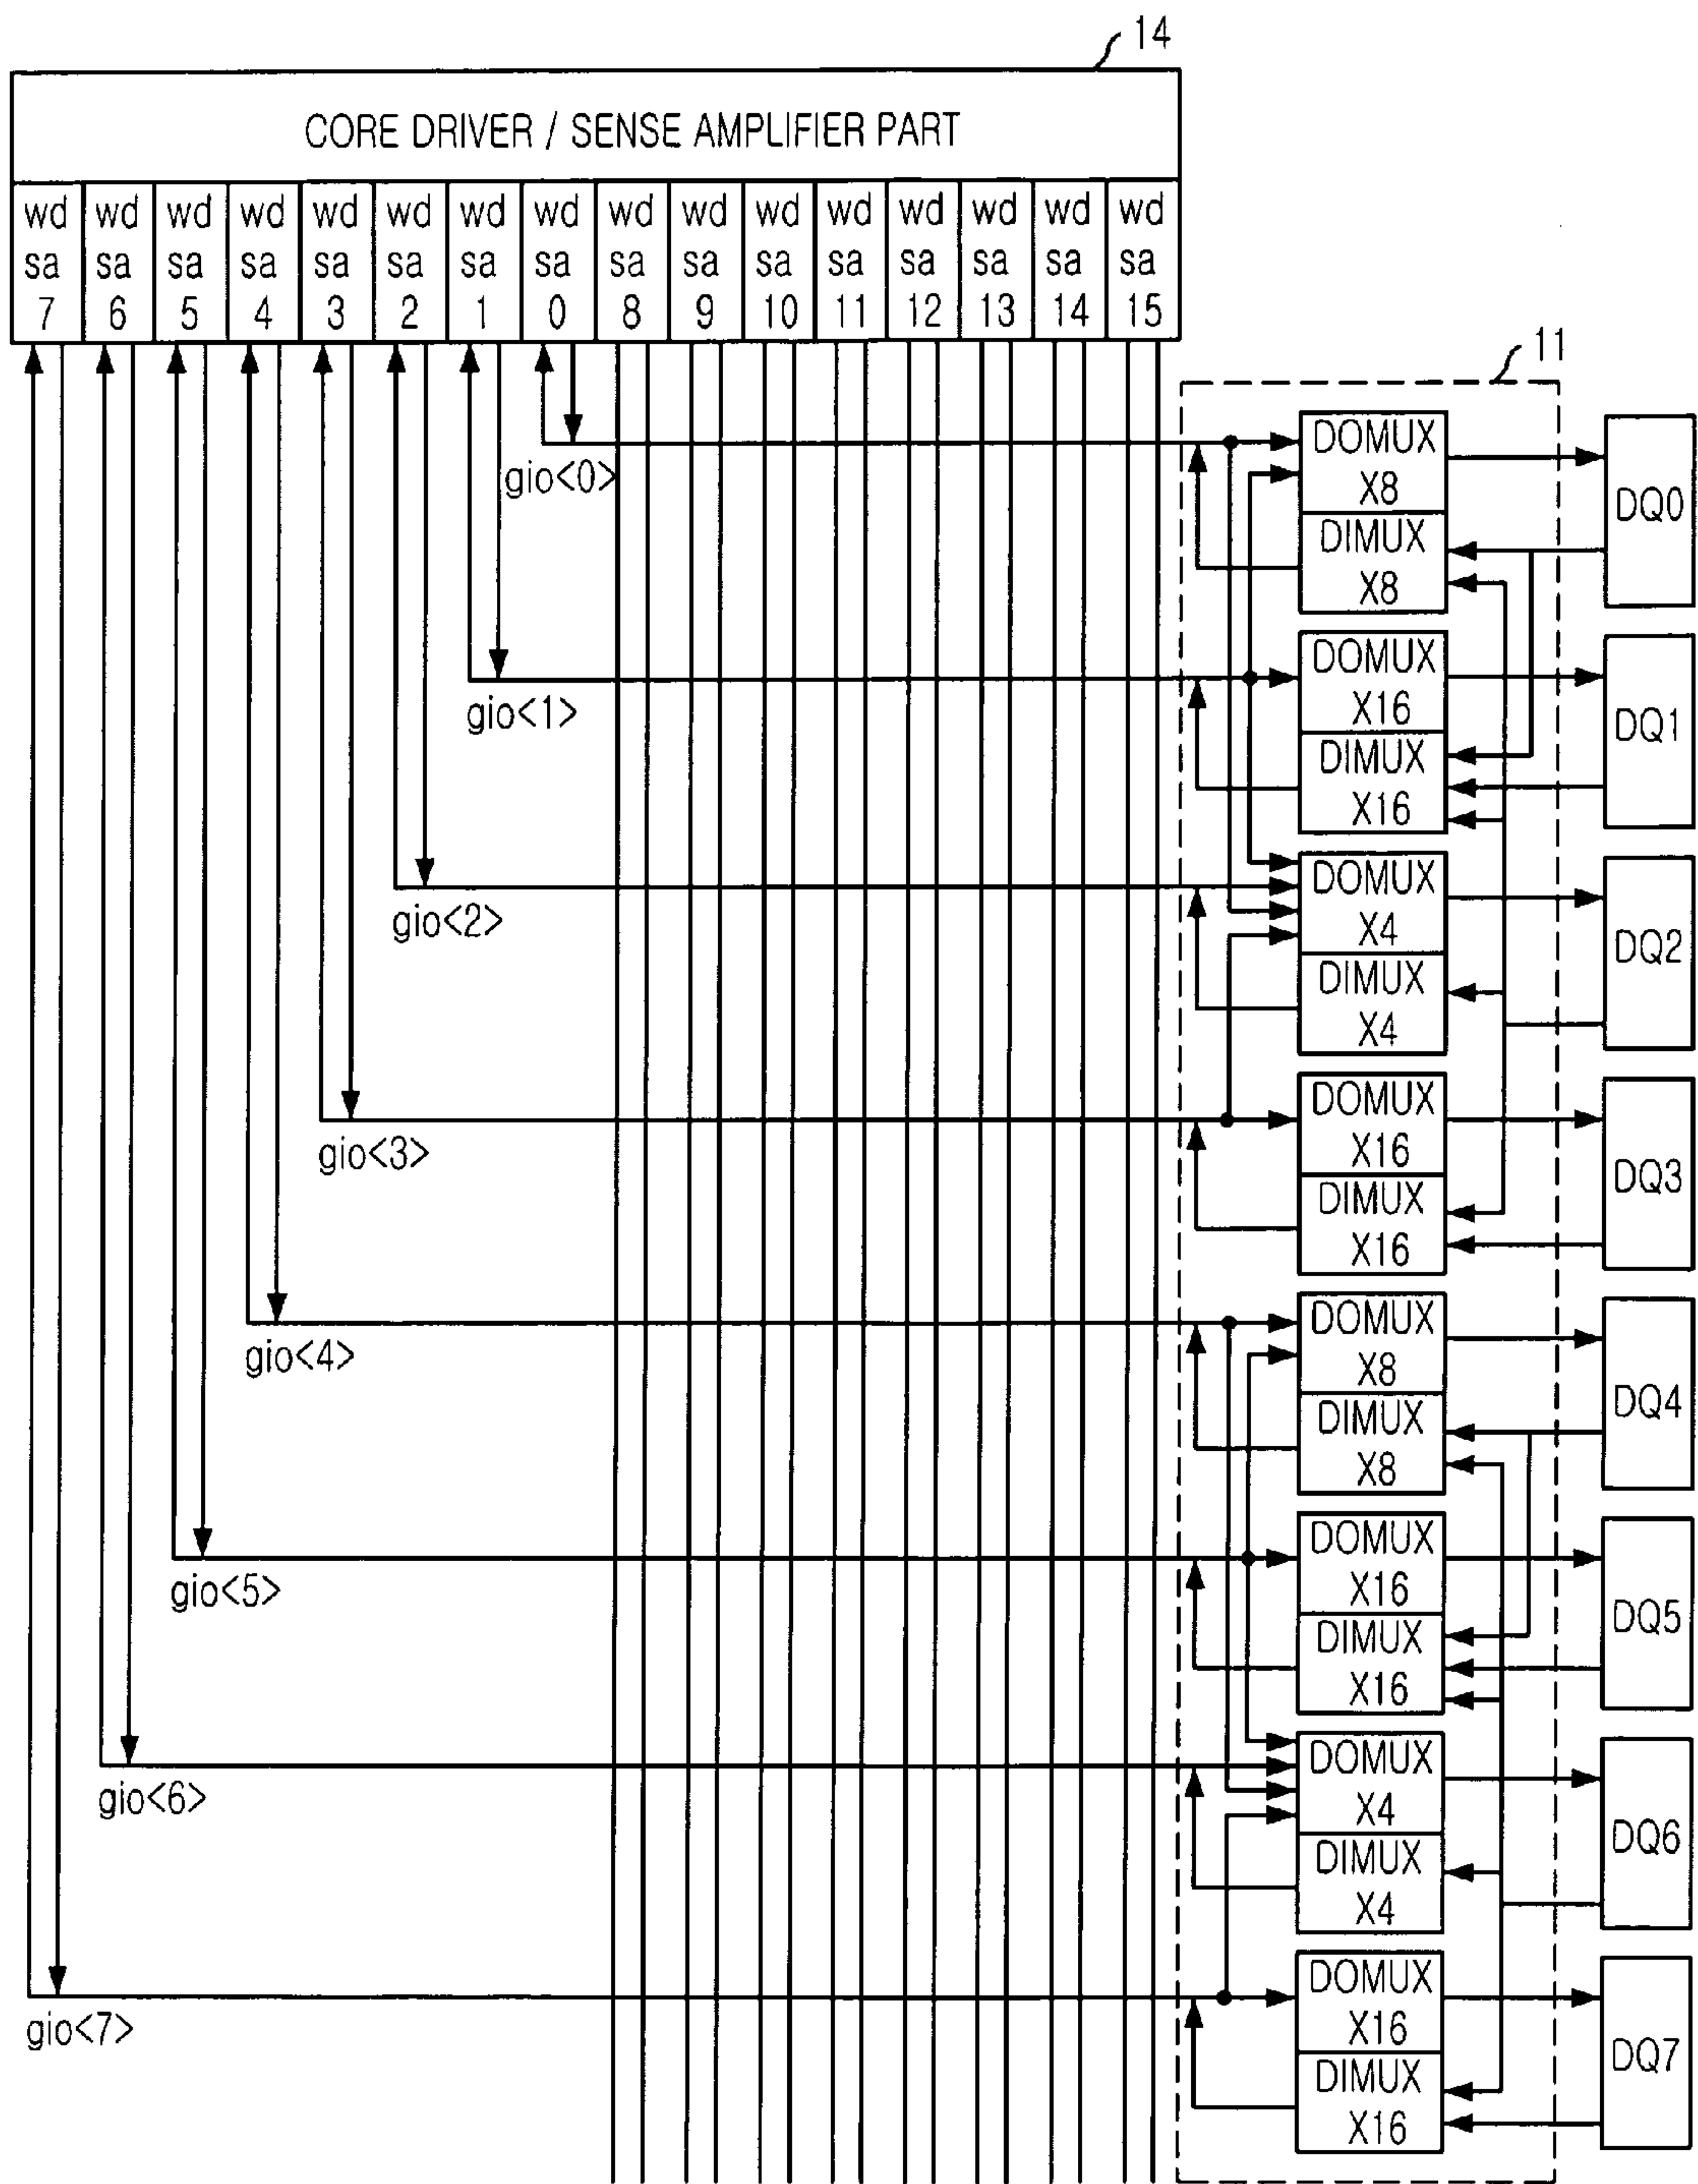 14
CORE DRIVER / SENSE AMPLIFIER PART
wd wd wd wd wd wd wd wd wd wd wd wd wd wd wd wd
sa sa sa sa sa sa sa sa sa sa sa sa sa sa sa sa
7 6 5 4 3 2 1 0 8 9 10 11 12 13 14 15
11
gio<0>
DOMUX
X8
DIMUX
X8
DQ0
gio<1>
DOMUX
X16
DIMUX
X16
DQ1
gio<2>
DOMUX
X4
DIMUX
X4
DQ2
gio<3>
DOMUX
X16
DIMUX
X16
DQ3
gio<4>
DOMUX
X8
DIMUX
X8
DQ4
gio<5>
DOMUX
X16
DIMUX
X16
DQ5
gio<6>
DOMUX
X4
DIMUX
X4
DQ6
gio<7>
DOMUX
X16
DIMUX
X16
DQ7